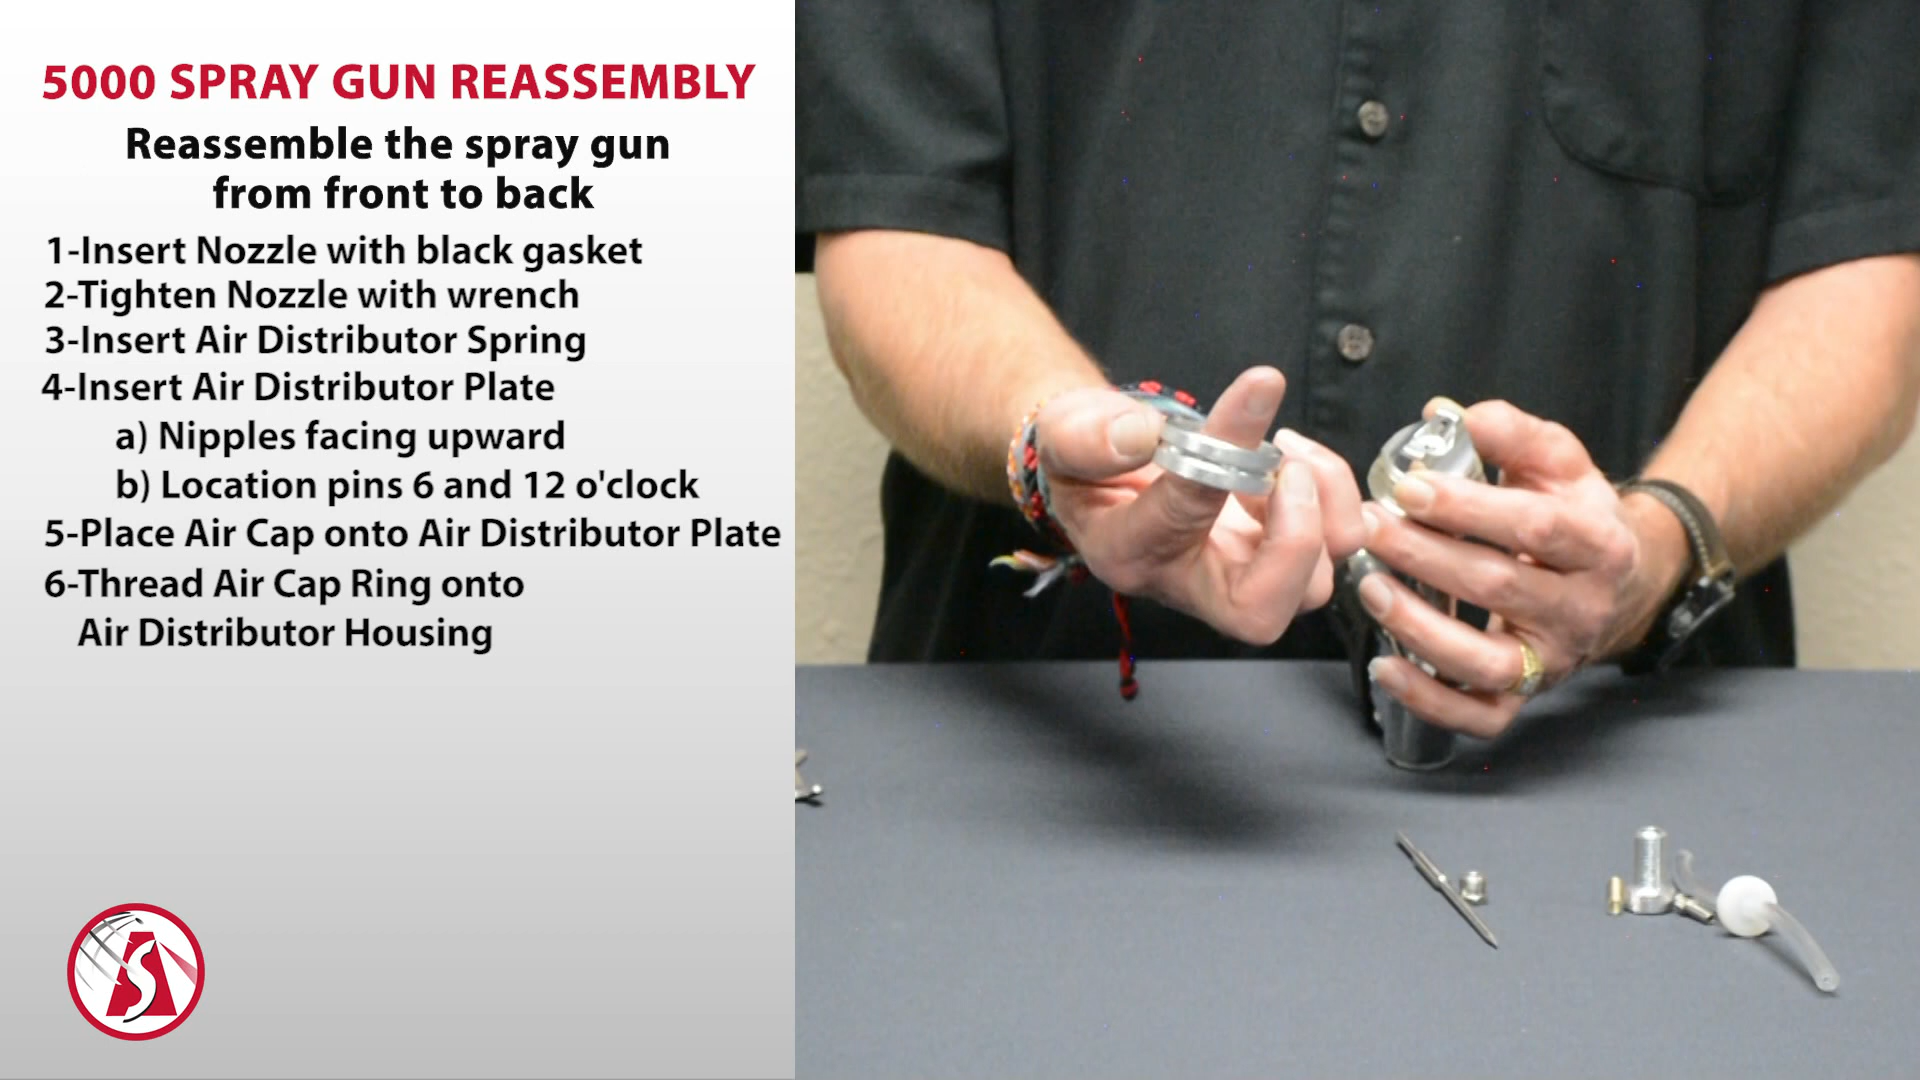 5000 SPRAY GUN REASSEMBLY
Reassemble the spray gun
from front to back
1-Insert Nozzle with black gasket
2-Tighten Nozzle with wrench
3-Insert Air Distributor Spring
4-Insert Air Distributor Plate
a) Nipples facing upward
b) Location pins 6 and 12 o'clock
5-Place Air Cap onto Air Distributor Plate
6-Thread Air Cap Ring onto
Air Distributor Housing
AS